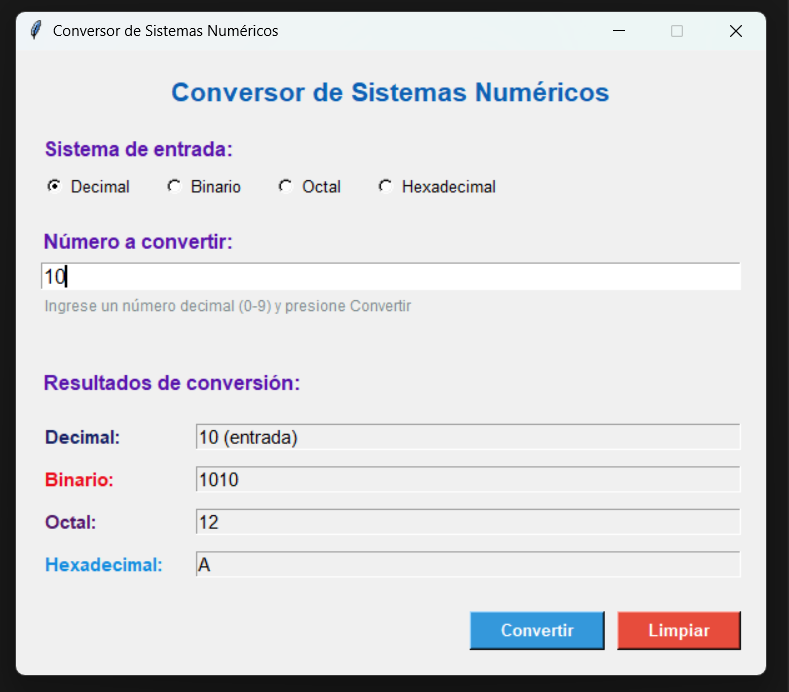 Conversor de Sistemas Numéricos
Conversor de Sistemas Numéricos
Sistema de entrada:
Decimal Binario Octal Hexadecimal
Número a convertir:
10
Ingrese un número decimal (0-9) y presione Convertir
Resultados de conversión:
Decimal: 10 (entrada)
Binario: 1010
Octal: 12
Hexadecimal: A
Convertir Limpiar